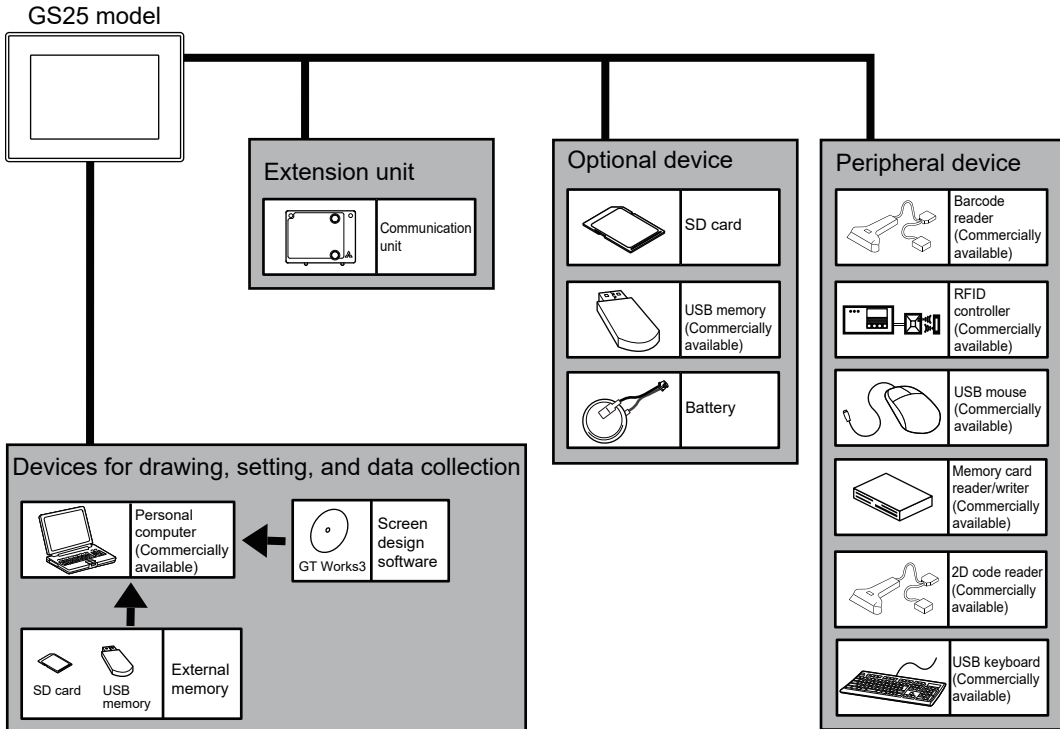 GS25 model
Extension unit
Communication
unit
Optional device
SD card
USB memory
(Commercially
available)
Battery
Peripheral device
Barcode
reader
(Commercially
available)
RFID
controller
(Commercially
available)
USB mouse
(Commercially
available)
Memory card
reader/writer
(Commercially
available)
2D code reader
(Commercially
available)
USB keyboard
(Commercially
available)
Devices for drawing, setting, and data collection
Personal
computer
(Commercially
available)
GT Works3
Screen
design
software
SD card
USB
memory
External
memory